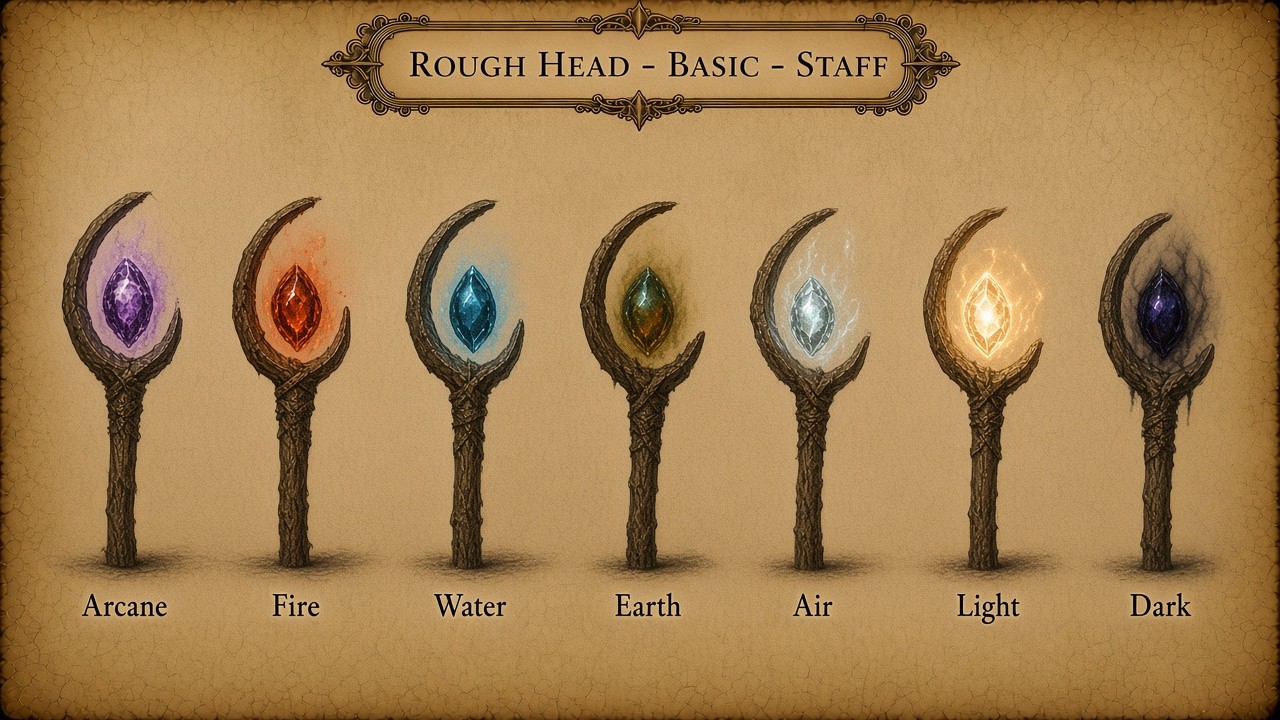 Rough Head - Basic - Staff
Arcane
Fire
Water
Earth
Air
Light
Dark